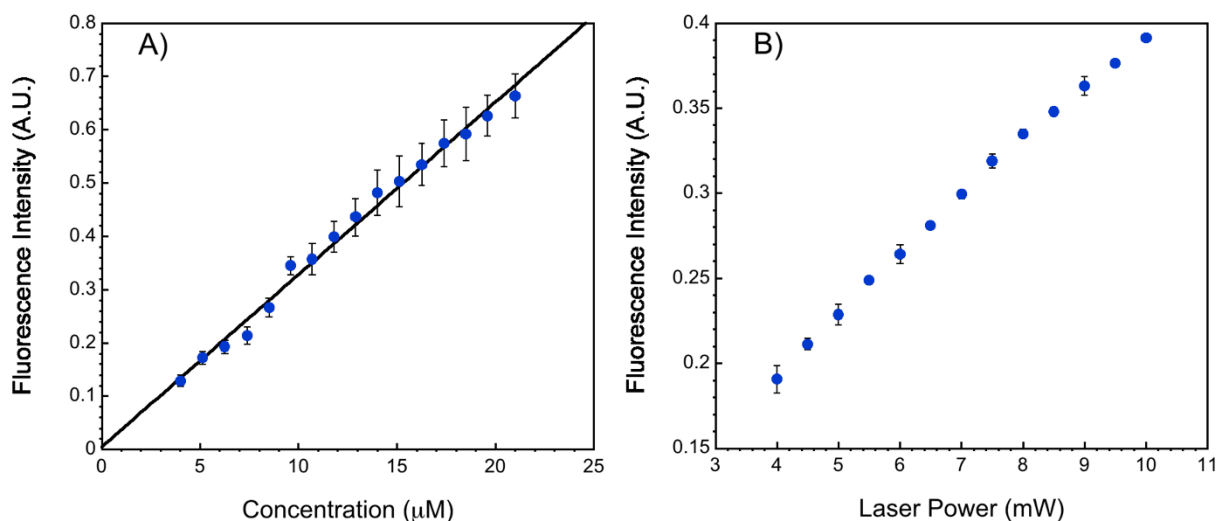 A)
Fluorescence Intensity (A.U.)
0.8
0.7
0.6
0.5
0.4
0.3
0.2
0.1
0
0 5 10 15 20 25
Concentration (μM)
B)
Fluorescence Intensity (A.U.)
0.4
0.35
0.3
0.25
0.2
0.15
3 4 5 6 7 8 9 10 11
Laser Power (mW)